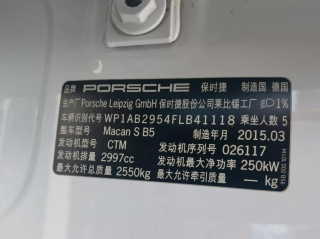 品牌 PORSCHE 保时捷 制造国 德国
生产厂 Porsche Leipzig GmbH 保时捷股份公司莱比锡工厂 1%
车辆识别代号 WP1AB2954FLB41118 乘坐人数 5
整车型号 Macan S B5 制造年月 2015.03
发动机型号 CTM 发动机序列号 026117
发动机排量 2997cc 发动机最大净功率 250kW
最大允许总质量 2550kg 最大允许牵引质量 — kg